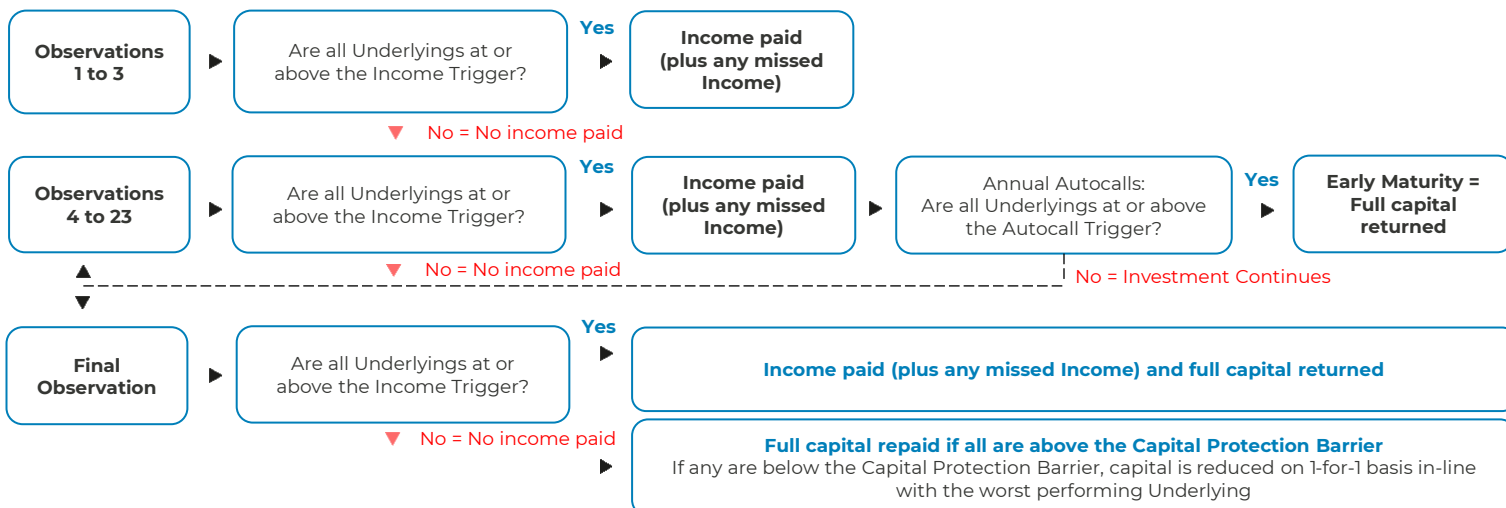 Observations
1 to 3
Are all Underlyings at or
above the Income Trigger?
Yes
Income paid
(plus any missed
Income)
No = No income paid
Observations
4 to 23
Are all Underlyings at or
above the Income Trigger?
Yes
Income paid
(plus any missed
Income)
Annual Autocalls:
Are all Underlyings at or above
the Autocall Trigger?
Yes
Early Maturity =
Full capital
returned
No = No income paid
No = Investment Continues
Final
Observation
Are all Underlyings at or
above the Income Trigger?
Yes
Income paid (plus any missed Income) and full capital returned
No = No income paid
Full capital repaid if all are above the Capital Protection Barrier
If any are below the Capital Protection Barrier, capital is reduced on 1-for-1 basis in-line
with the worst performing Underlying